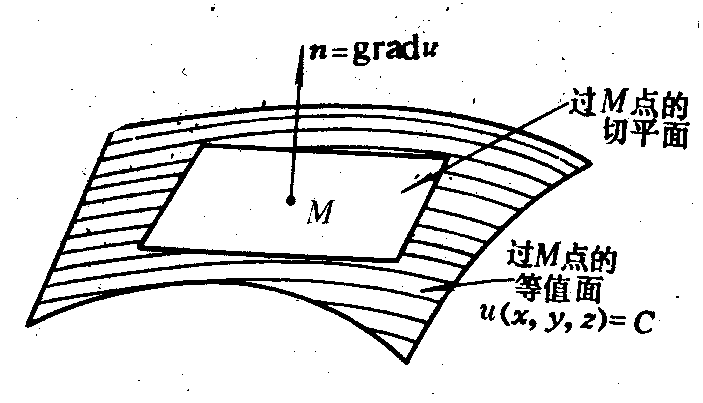 n=gradu
过M点的
切平面
M
过M点的
等值面
u(x, y, z)=C